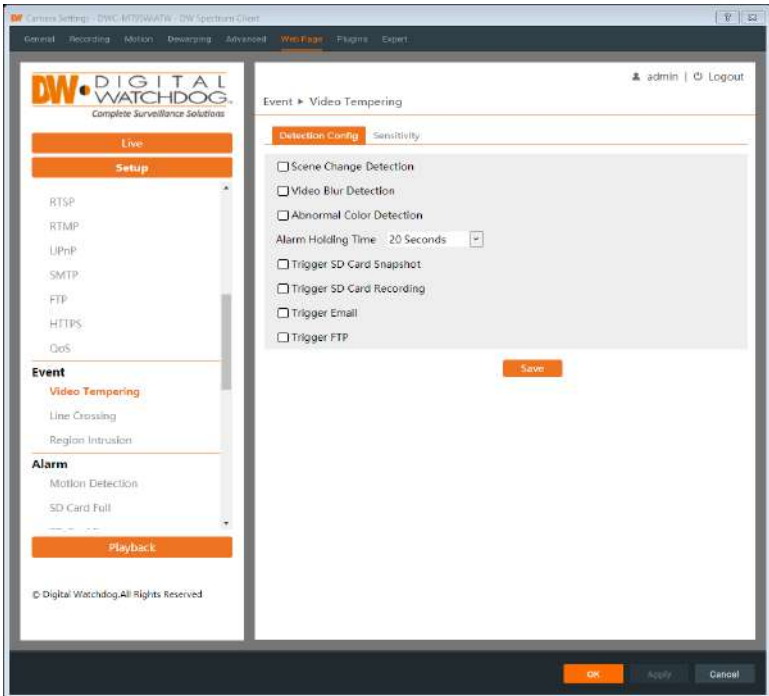 Camera Settings - DWC-MTT5WiATW - DW Spectrum Client
General Recording Motion Dewarping Advanced Web Page Plugins Expert
DW DIGITAL WATCHDOG
Complete Surveillance Solutions
admin | Logout
Event Video Tempering
Live
Setup
Detection Config Sensitivity
RTSP
RTMP
UPnP
SMTP
FTP
HTTPS
QoS
Event
Video Tempering
Line Crossing
Region Intrusion
Alarm
Motion Detection
SD Card Full
Playback
© Digital Watchdog.All Rights Reserved
Scene Change Detection
Video Blur Detection
Abnormal Color Detection
Alarm Holding Time 20 Seconds
Trigger SD Card Snapshot
Trigger SD Card Recording
Trigger Email
Trigger FTP
Save
OK Apply Cancel